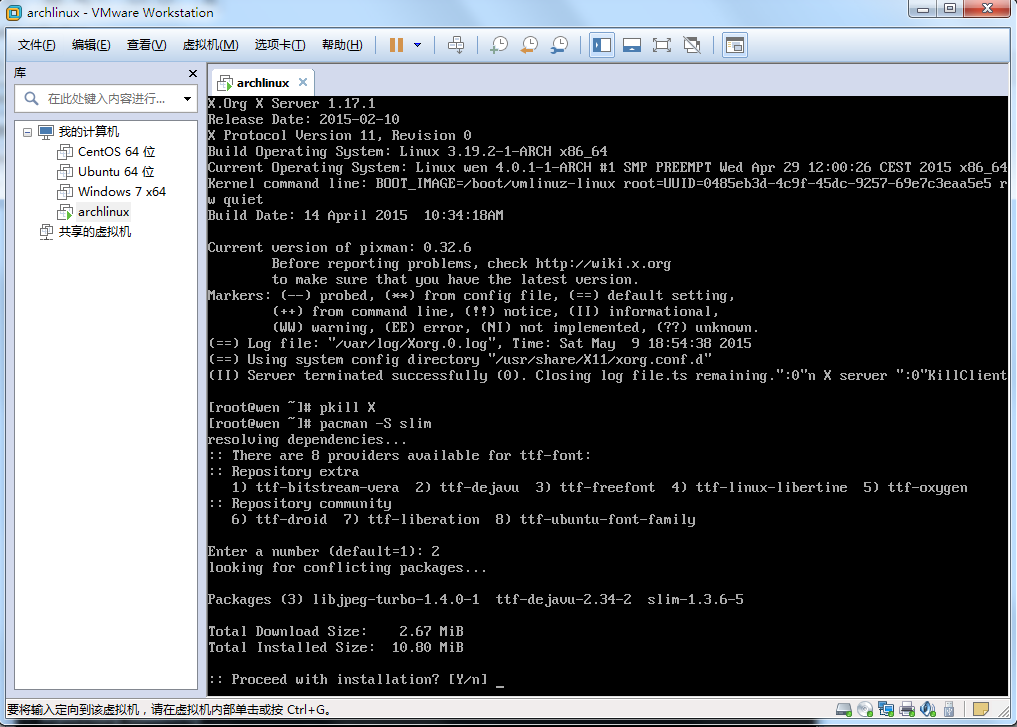 archlinux - VMware Workstation
文件(F) 编辑(E) 查看(V) 虚拟机(M) 选项卡(T) 帮助(H)
库
在此处键入内容进行...
我的计算机
CentOS 64 位
Ubuntu 64 位
Windows 7 x64
archlinux
共享的虚拟机
archlinux
X.Org X Server 1.17.1
Release Date: 2015-02-10
X Protocol Version 11, Revision 0
Build Operating System: Linux 3.19.2-1-ARCH x86_64
Current Operating System: Linux wen 4.0.1-1-ARCH #1 SMP PREEMPT Wed Apr 29 12:00:26 CEST 2015 x86_64
Kernel command line: BOOT_IMAGE=/boot/vmlinuz-linux root=UUID=0485eb3d-4c9f-45dc-9257-69e7c3eaa5e5 r
w quiet
Build Date: 14 April 2015  10:34:18AM
Current version of pixman: 0.32.6
Before reporting problems, check http://wiki.x.org
to make sure that you have the latest version.
Markers: (--) probed, (**) from config file, (==) default setting,
(++) from command line, (!!) notice, (II) informational,
(WW) warning, (EE) error, (NI) not implemented, (??) unknown.
(==) Log file: "/var/log/Xorg.0.log", Time: Sat May  9 18:54:38 2015
(==) Using system config directory "/usr/share/X11/xorg.conf.d"
(II) Server terminated successfully (0). Closing log file.ts remaining.":0"n X server ":0"KillClient
[root@wen ~]# pkill X
[root@wen ~]# pacman -S slim
resolving dependencies...
:: There are 8 providers available for ttf-font:
:: Repository extra
1) ttf-bitstream-vera  2) ttf-dejavu  3) ttf-freefont  4) ttf-linux-libertine  5) ttf-oxygen
:: Repository community
6) ttf-droid  7) ttf-liberation  8) ttf-ubuntu-font-family
Enter a number (default=1): 2
looking for conflicting packages...
Packages (3) libjpeg-turbo-1.4.0-1  ttf-dejavu-2.34-2  slim-1.3.6-5
Total Download Size:    2.67 MiB
Total Installed Size:  10.80 MiB
:: Proceed with installation? [Y/n] _
要将输入定向到该虚拟机，请在虚拟机内部单击或按 Ctrl+G。